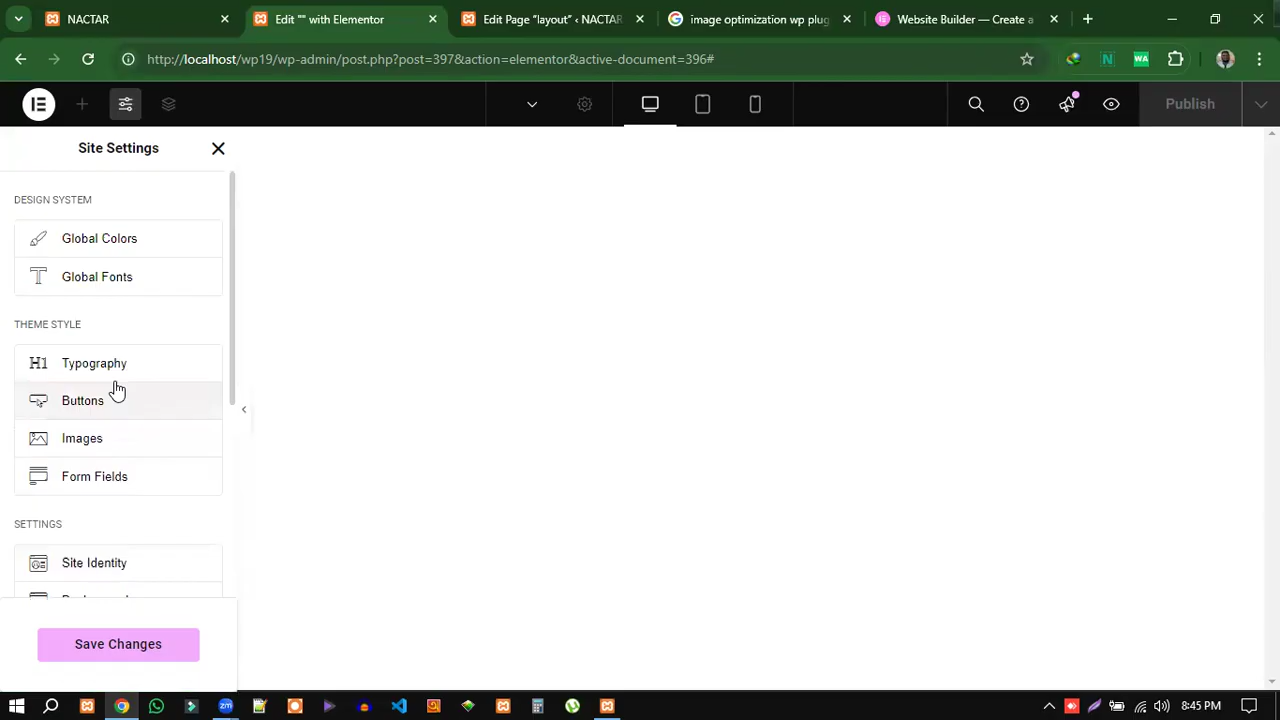 NACTAR
Edit "" with Elementor
Edit Page “layout” ‹ NACTAR
image optimization wp plug
Website Builder — Create a
http://localhost/wp19/wp-admin/post.php?post=397&action=elementor&active-document=396#
N
WA
Publish
Site Settings
DESIGN SYSTEM
Global Colors
Global Fonts
THEME STYLE
H1 Typography
Buttons
Images
Form Fields
SETTINGS
Site Identity
Save Changes
zm
8:45 PM